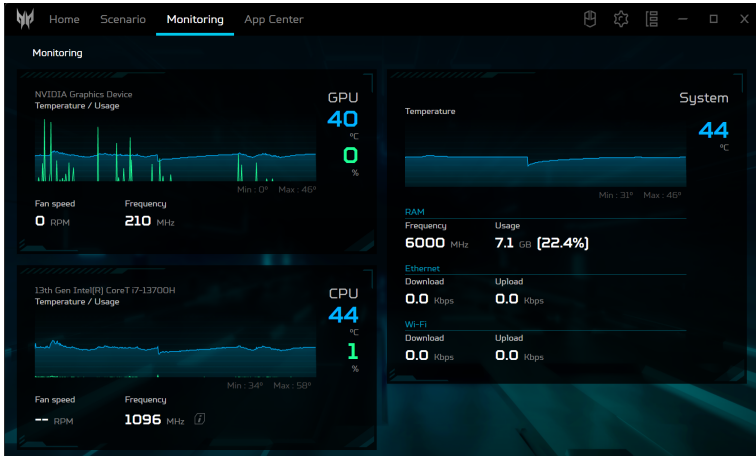 Home Scenario Monitoring App Center
Monitoring
NVIDIA Graphics Device
Temperature / Usage
GPU
40
°C
0
%
Min : 0° Max : 46°
Fan speed Frequency
0 RPM 210 MHz
13th Gen Intel[R] CoreT i7-13700H
Temperature / Usage
CPU
44
°C
1
%
Min : 34° Max : 58°
Fan speed Frequency
-- RPM 1096 MHz i
System
Temperature
44
°C
Min : 31° Max : 46°
RAM
Frequency Usage
6000 MHz 7.1 GB [22.4%]
Ethernet
Download Upload
0.0 Kbps 0.0 Kbps
Wi-Fi
Download Upload
0.0 Kbps 0.0 Kbps